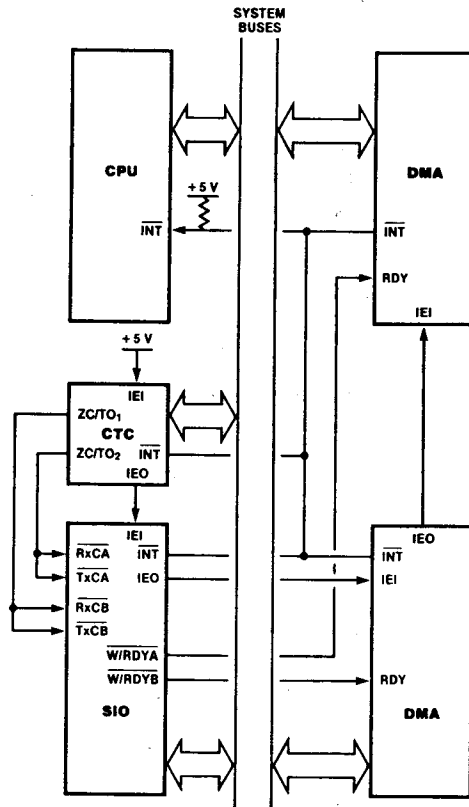 SYSTEM
BUSES
CPU
+5 V
INT
DMA
INT
RDY
IEI
+5 V
IEI
ZC/TO₁
CTC
ZC/TO₂
INT
IEO
IEI
RxCA
INT
TxCA
IEO
RxCB
TxCB
W/RDYA
W/RDYB
SIO
IEO
INT
IEI
RDY
DMA